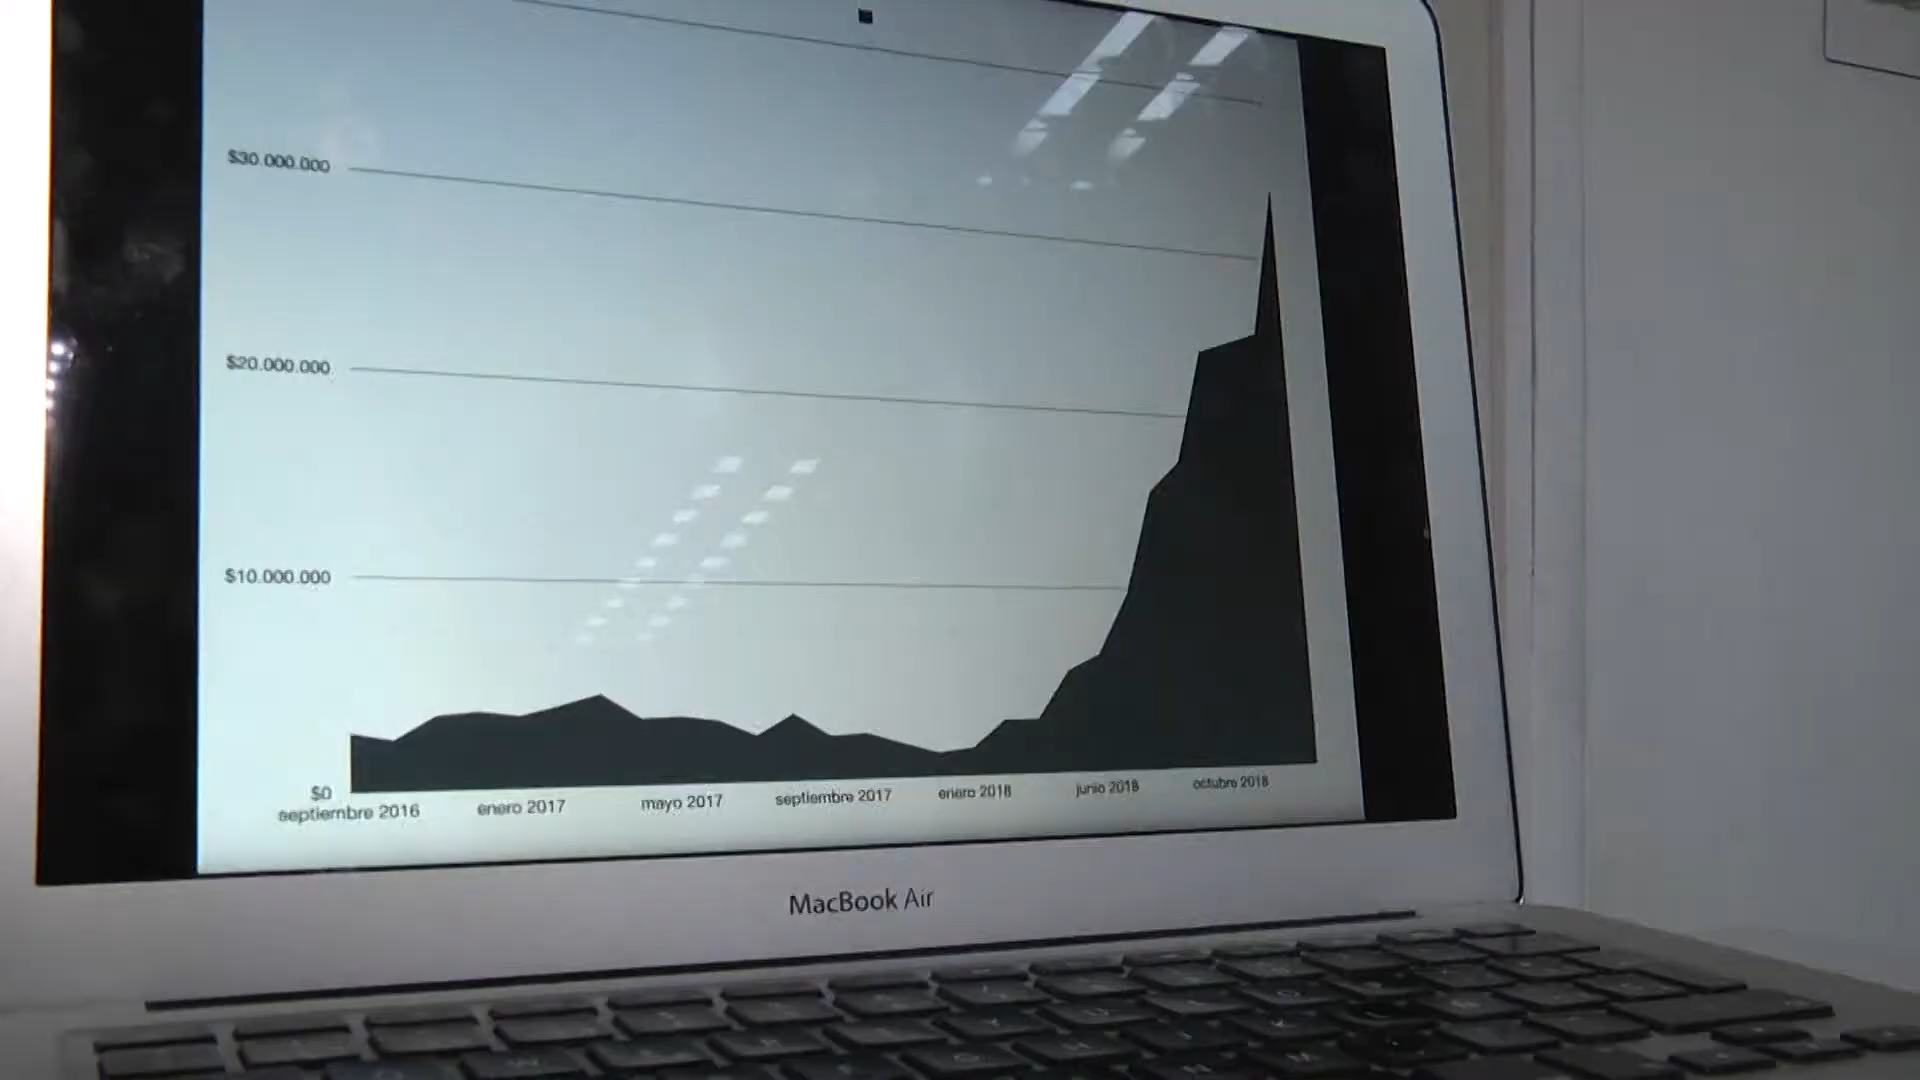 $30.000.000
$20.000.000
$10.000.000
$0
septiembre 2016
enero 2017
mayo 2017
septiembre 2017
enero 2018
junio 2018
octubre 2018
MacBook Air